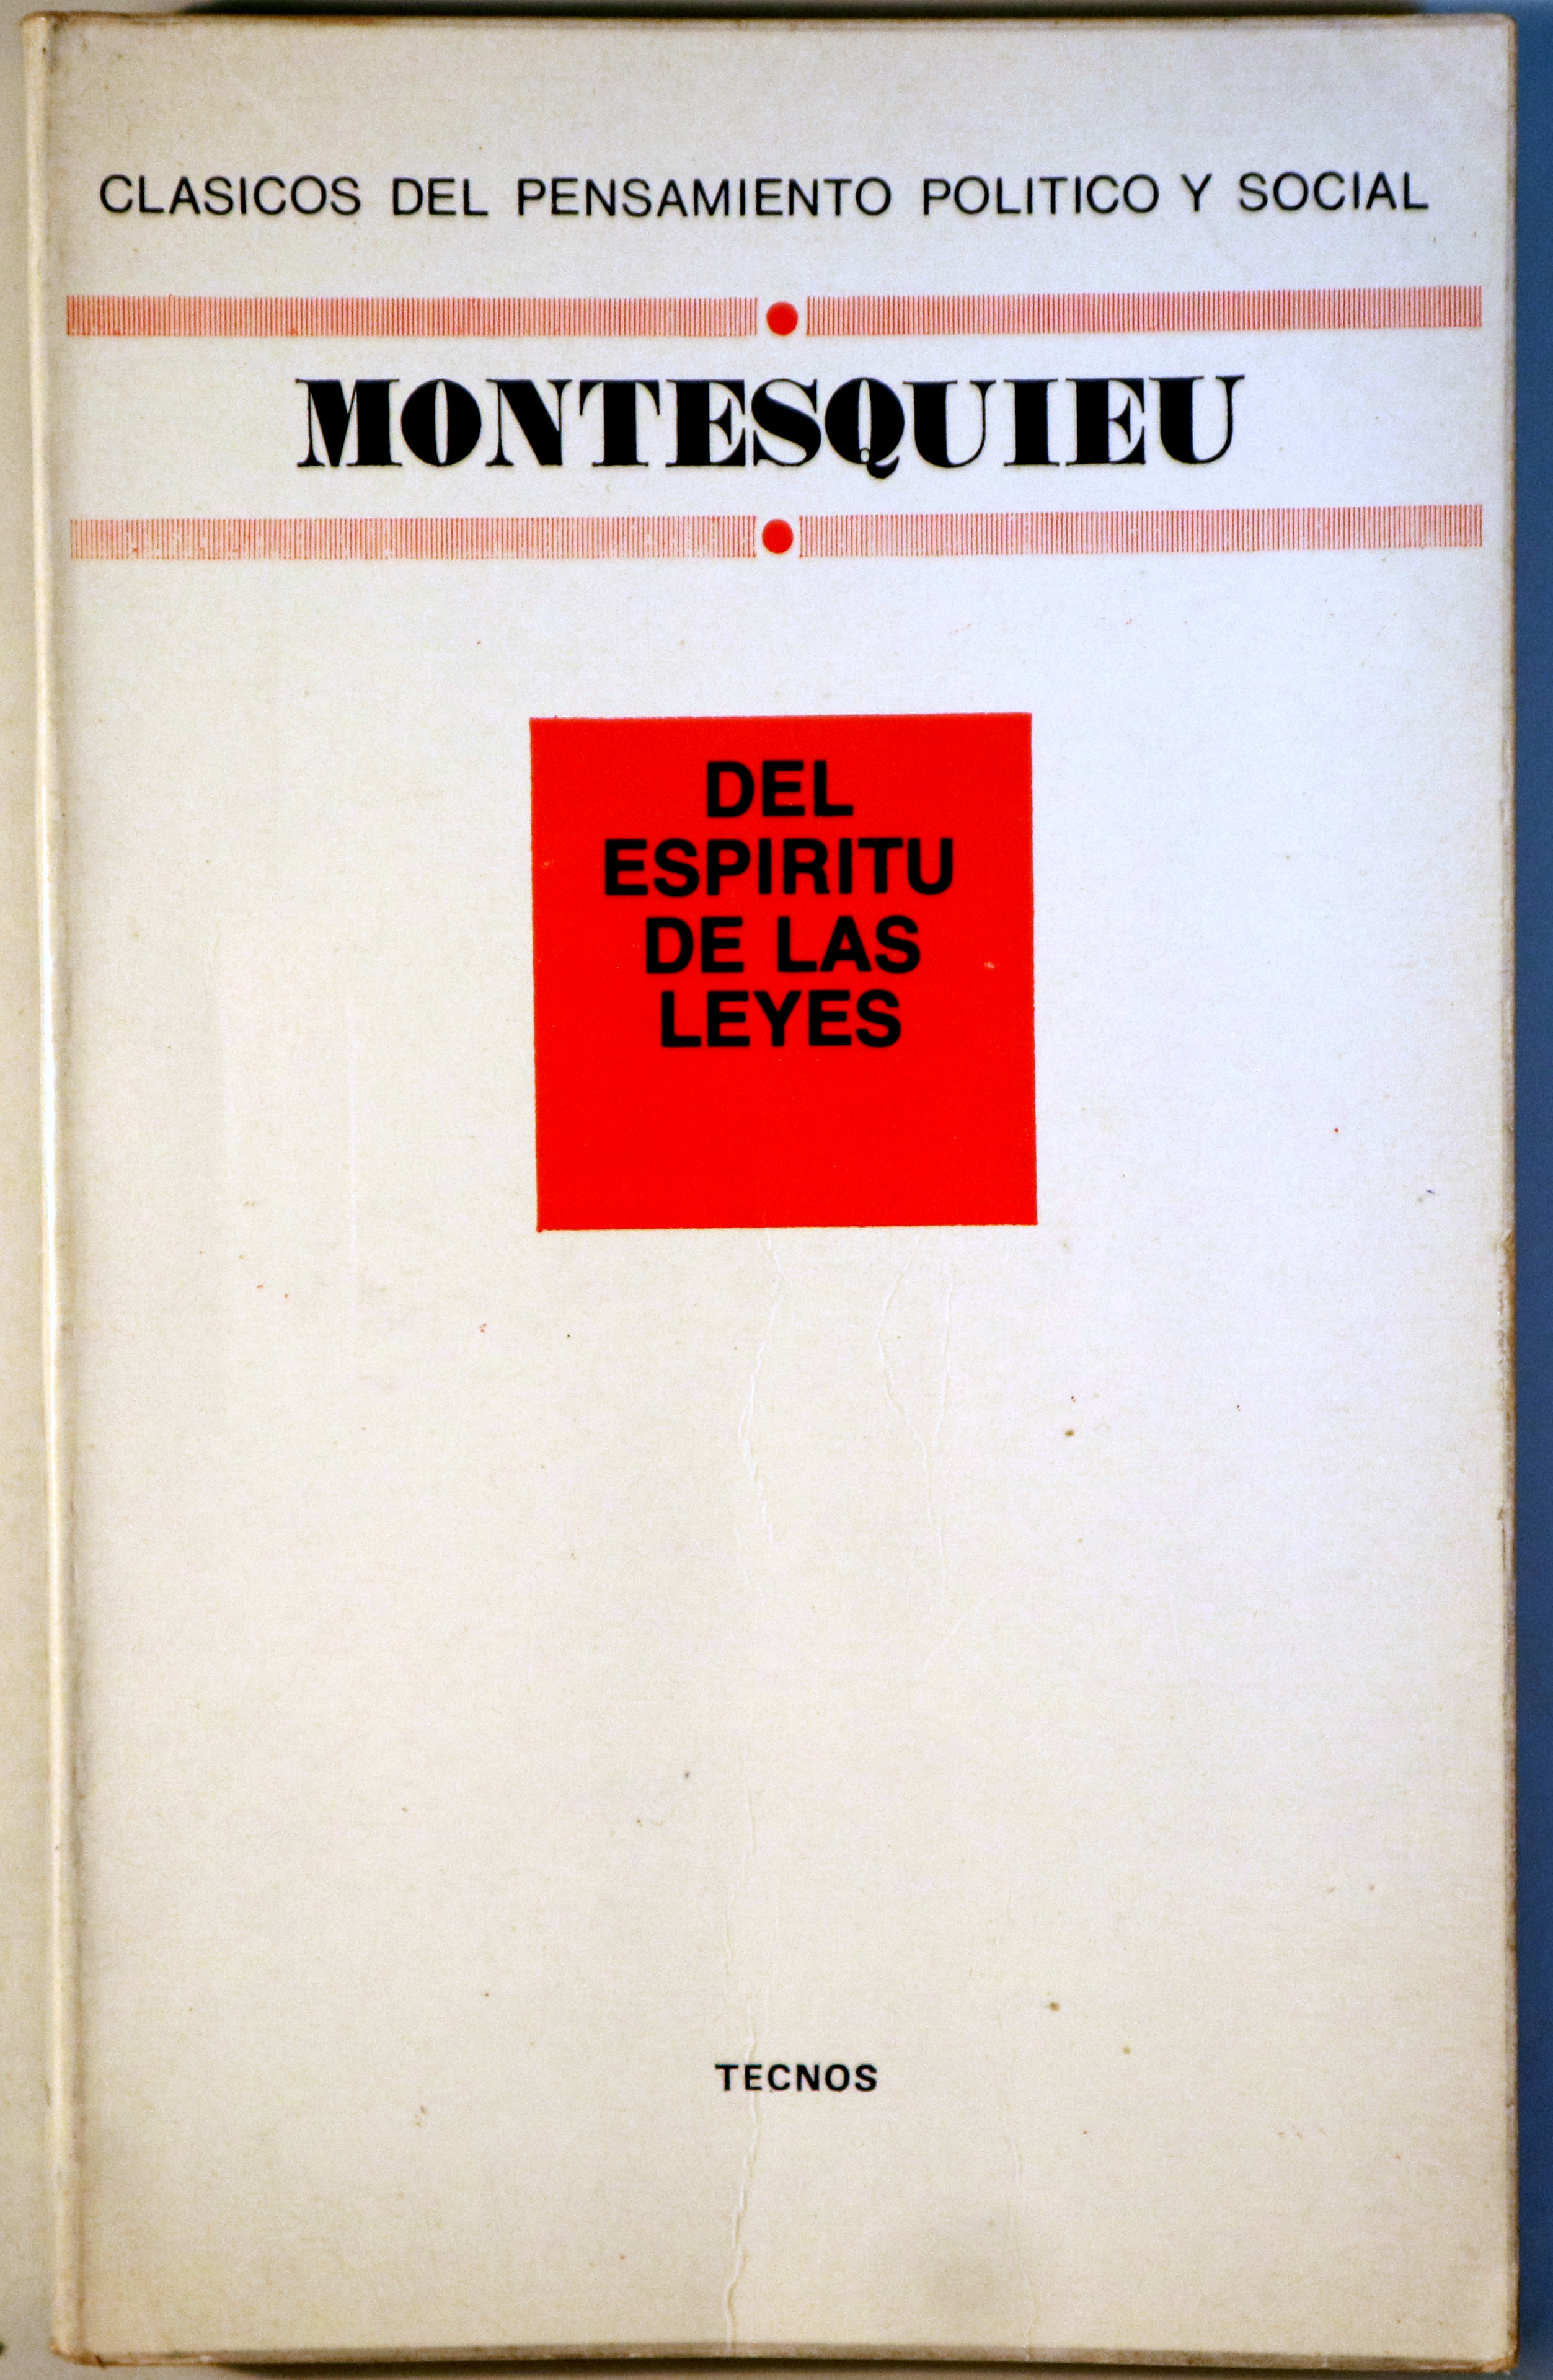 CLASICOS DEL PENSAMIENTO POLITICO Y SOCIAL
MONTESQUIEU
DEL
ESPIRITU
DE LAS
LEYES
TECNOS